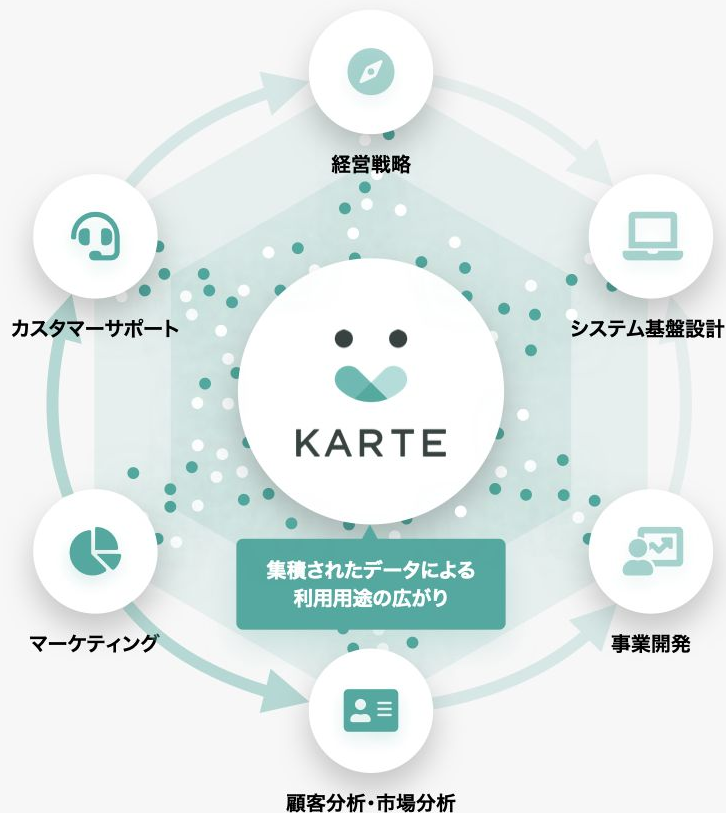 経営戦略
カスタマーサポート
システム基盤設計
KARTE
集積されたデータによる
利用用途の広がり
マーケティング
事業開発
顧客分析・市場分析